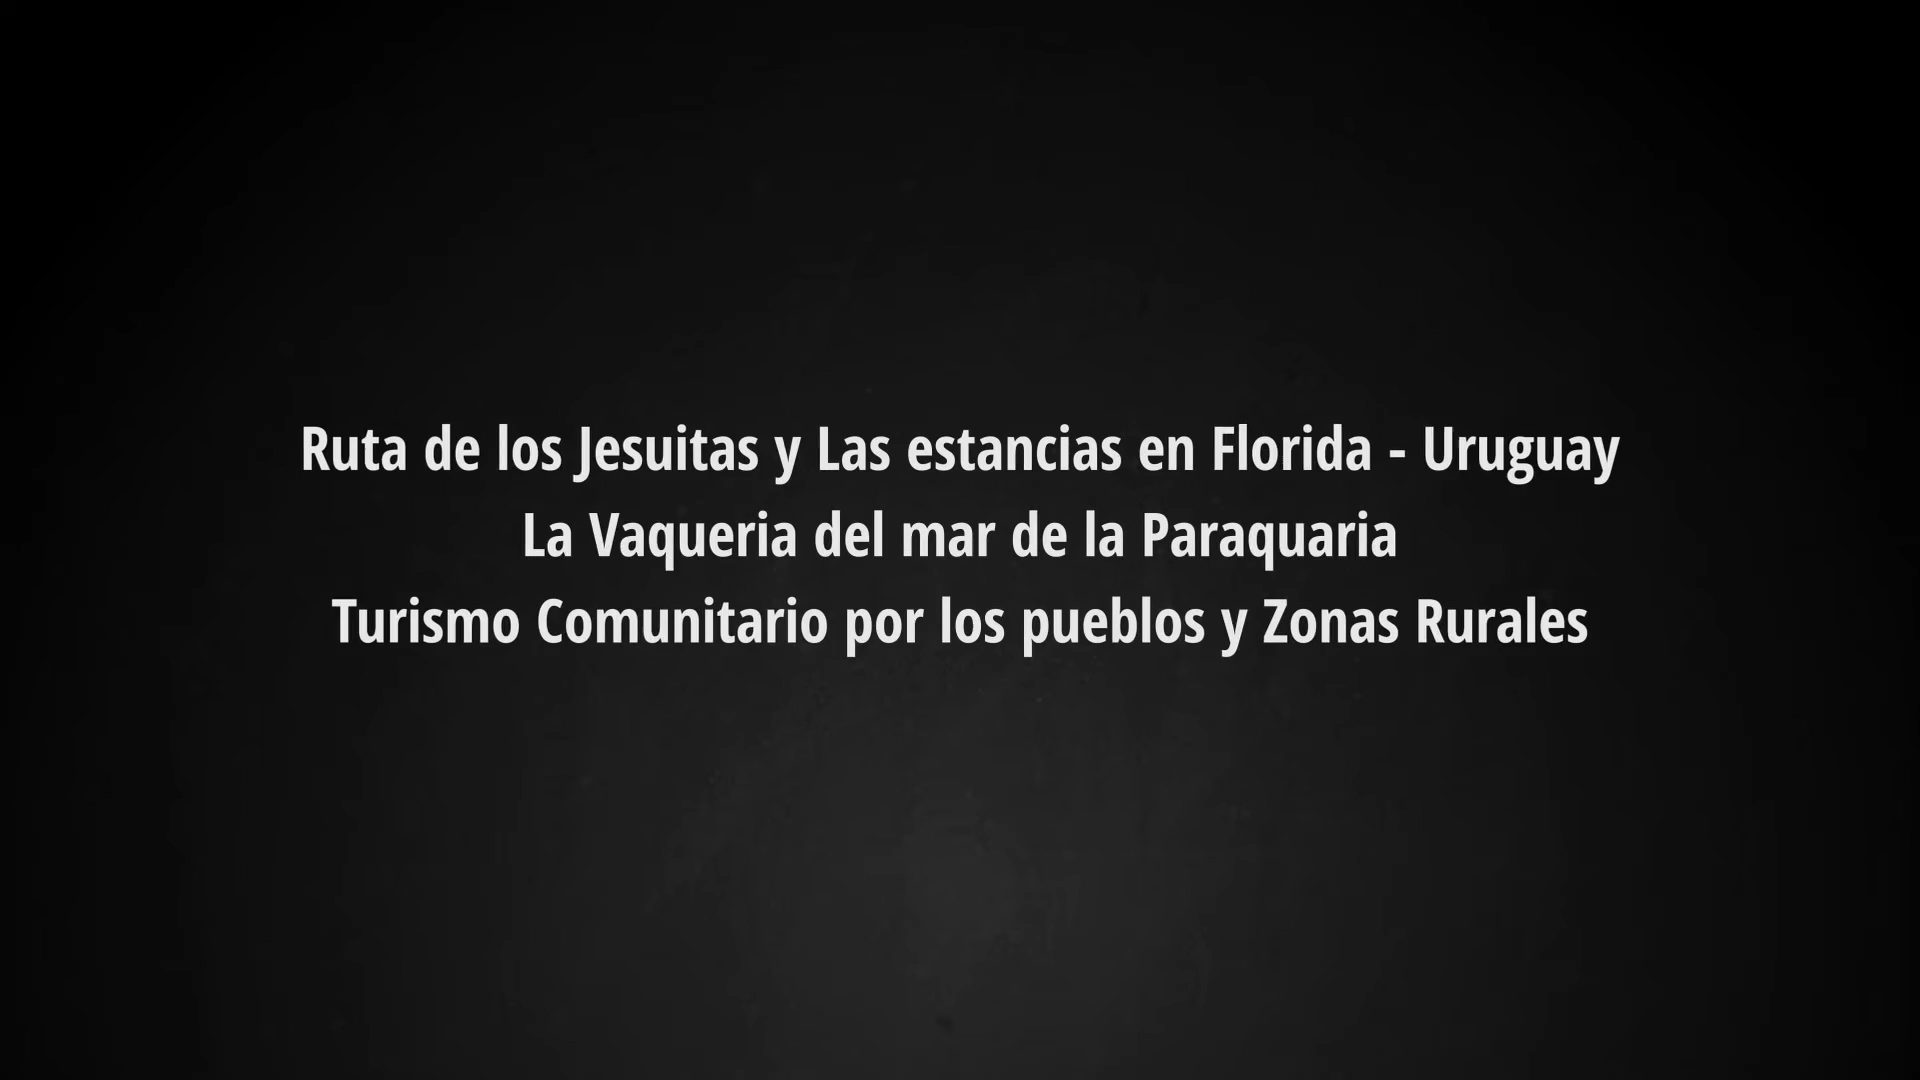 Ruta de los Jesuitas y Las estancias en Florida - Uruguay
La Vaqueria del mar de la Paraquaria
Turismo Comunitario por los pueblos y Zonas Rurales